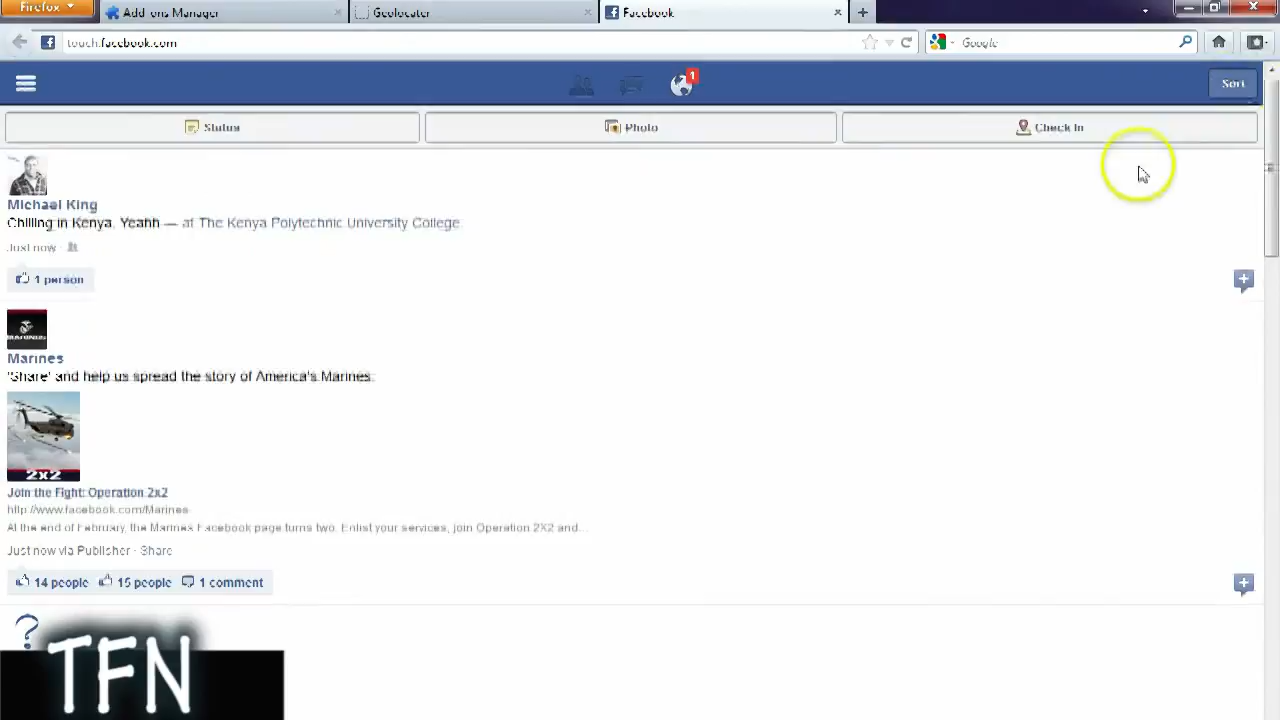 Firefox
Add-ons Manager
Geolocater
Facebook
touch.facebook.com
Google
1
Sort
Status
Photo
Check In
Michael King
Chilling in Kenya, Yeahh — at The Kenya Polytechnic University College
Just now
1 person
MARINES
Marines
'Share' and help us spread the story of America's Marines.
2x2
Join the Fight: Operation 2x2
http://www.facebook.com/Marines
At the end of February, the Marines Facebook page turns two. Enlist your services, join Operation 2X2 and...
Just now via Publisher · Share
14 people 15 people 1 comment
TFN